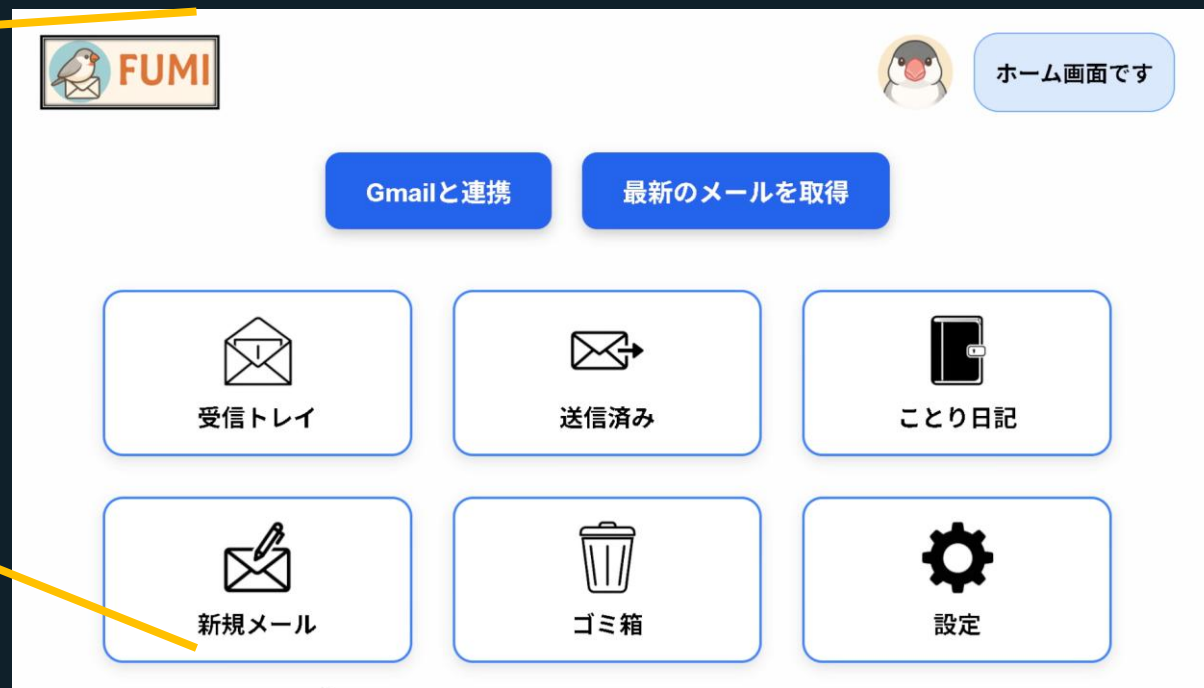 FUMI
ホーム画面です
Gmailと連携
最新のメールを取得
受信トレイ
送信済み
ことり日記
新規メール
ゴミ箱
設定